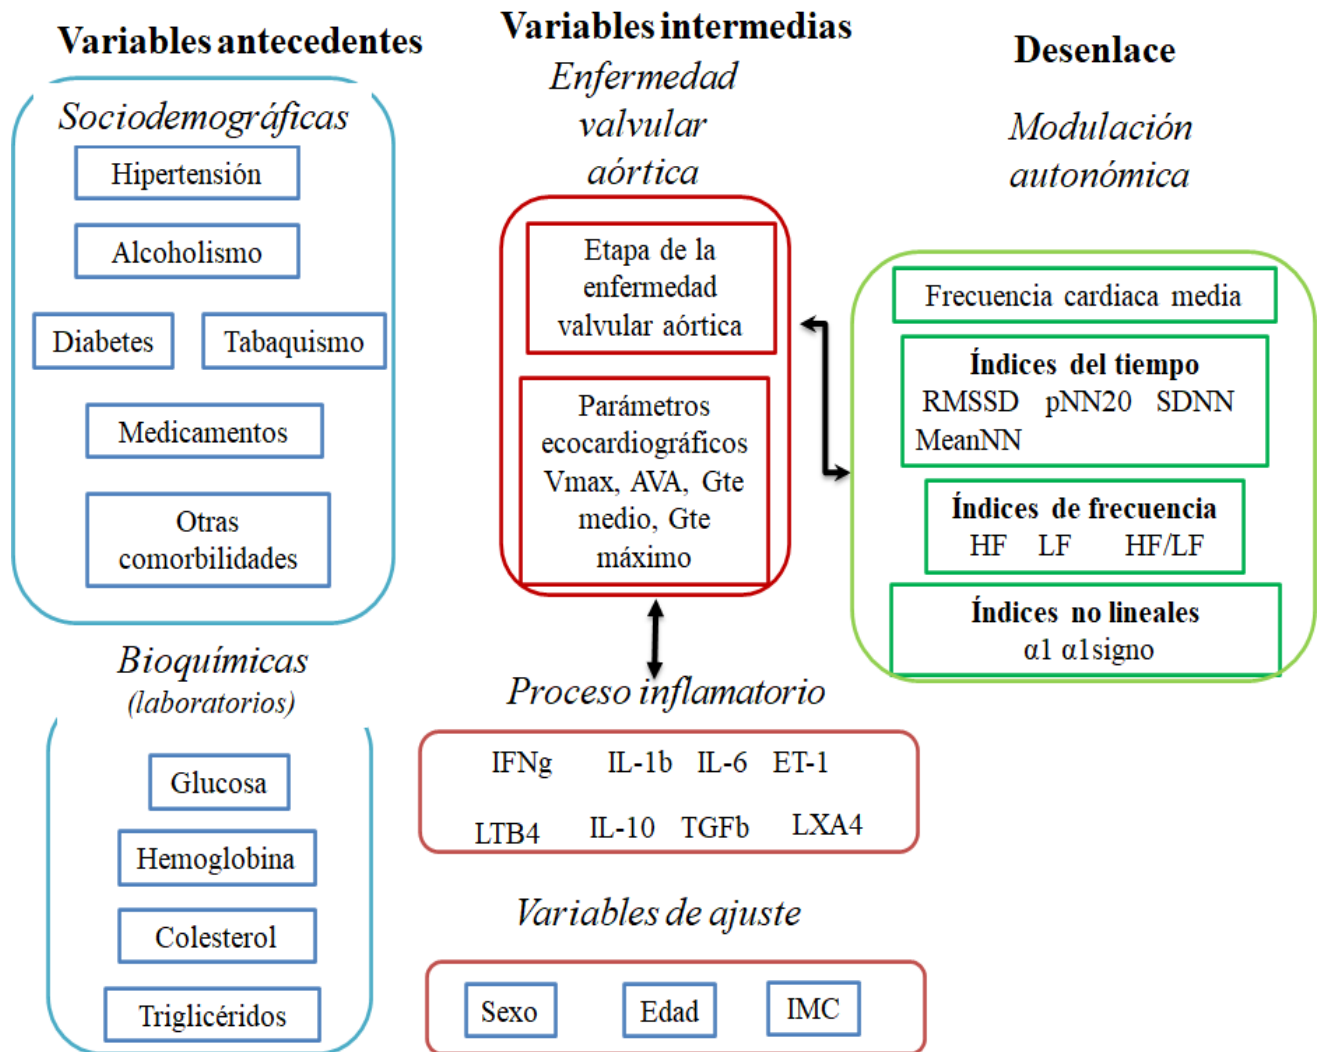 Variables antecedentes
Sociodemográficas
Hipertensión
Alcoholismo
Diabetes
Tabaquismo
Medicamentos
Otras
comorbilidades
Bioquímicas
(laboratorios)
Glucosa
Hemoglobina
Colesterol
Triglicéridos
Variables intermedias
Enfermedad
valvular
aórtica
Etapa de la
enfermedad
valvular aórtica
Parámetros
ecocardiográficos
Vmax, AVA, Gte
medio, Gte
máximo
Proceso inflamatorio
IFNg IL-1b IL-6 ET-1
LTB4 IL-10 TGFb LXA4
Variables de ajuste
Sexo
Edad
IMC
Desenlace
Modulación
autonómica
Frecuencia cardiaca media
Índices del tiempo
RMSSD pNN20 SDNN
MeanNN
Índices de frecuencia
HF LF HF/LF
Índices no lineales
α1 α1signo